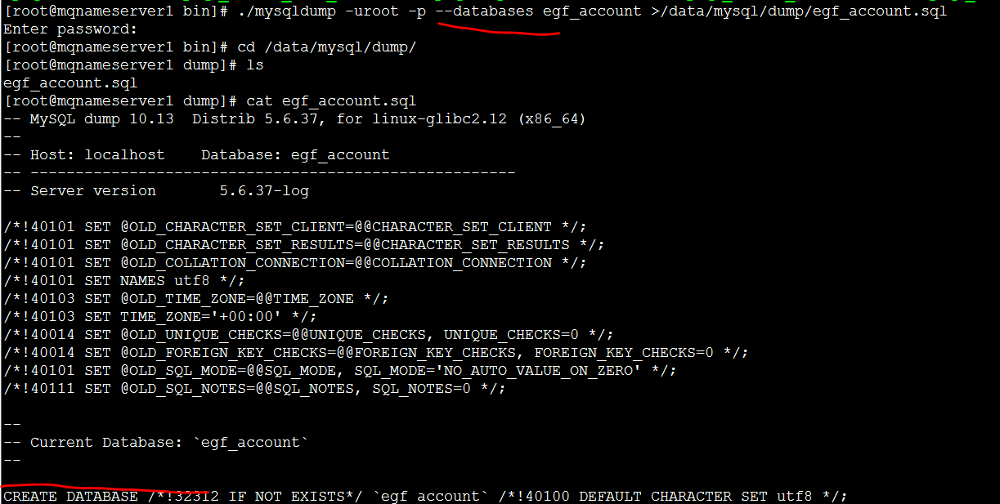 [root@mqnameserver1 bin]# ./mysqldump -uroot -p --databases egf_account >/data/mysql/dump/egf_account.sql
Enter password:
[root@mqnameserver1 bin]# cd /data/mysql/dump/
[root@mqnameserver1 dump]# ls
egf_account.sql
[root@mqnameserver1 dump]# cat egf_account.sql
-- MySQL dump 10.13  Distrib 5.6.37, for linux-glibc2.12 (x86_64)
--
-- Host: localhost    Database: egf_account
-- ------------------------------------------------------
-- Server version       5.6.37-log
/*!40101 SET @OLD_CHARACTER_SET_CLIENT=@@CHARACTER_SET_CLIENT */;
/*!40101 SET @OLD_CHARACTER_SET_RESULTS=@@CHARACTER_SET_RESULTS */;
/*!40101 SET @OLD_COLLATION_CONNECTION=@@COLLATION_CONNECTION */;
/*!40101 SET NAMES utf8 */;
/*!40103 SET @OLD_TIME_ZONE=@@TIME_ZONE */;
/*!40103 SET TIME_ZONE='+00:00' */;
/*!40014 SET @OLD_UNIQUE_CHECKS=@@UNIQUE_CHECKS, UNIQUE_CHECKS=0 */;
/*!40014 SET @OLD_FOREIGN_KEY_CHECKS=@@FOREIGN_KEY_CHECKS, FOREIGN_KEY_CHECKS=0 */;
/*!40101 SET @OLD_SQL_MODE=@@SQL_MODE, SQL_MODE='NO_AUTO_VALUE_ON_ZERO' */;
/*!40111 SET @OLD_SQL_NOTES=@@SQL_NOTES, SQL_NOTES=0 */;
--
-- Current Database: `egf_account`
--
CREATE DATABASE /*!32312 IF NOT EXISTS*/ `egf_account` /*!40100 DEFAULT CHARACTER SET utf8 */;